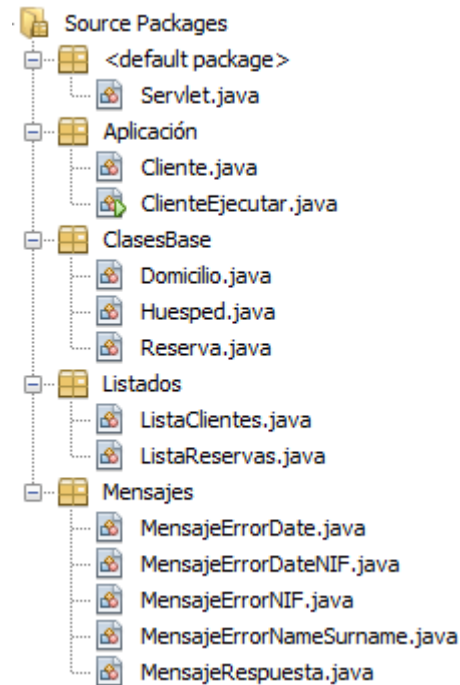 Source Packages
<default package>
Servlet.java
Aplicación
Cliente.java
ClienteEjecutar.java
ClasesBase
Domicilio.java
Huesped.java
Reserva.java
Listados
ListaClientes.java
ListaReservas.java
Mensajes
MensajeErrorDate.java
MensajeErrorDateNIF.java
MensajeErrorNIF.java
MensajeErrorNameSurname.java
MensajeRespuesta.java